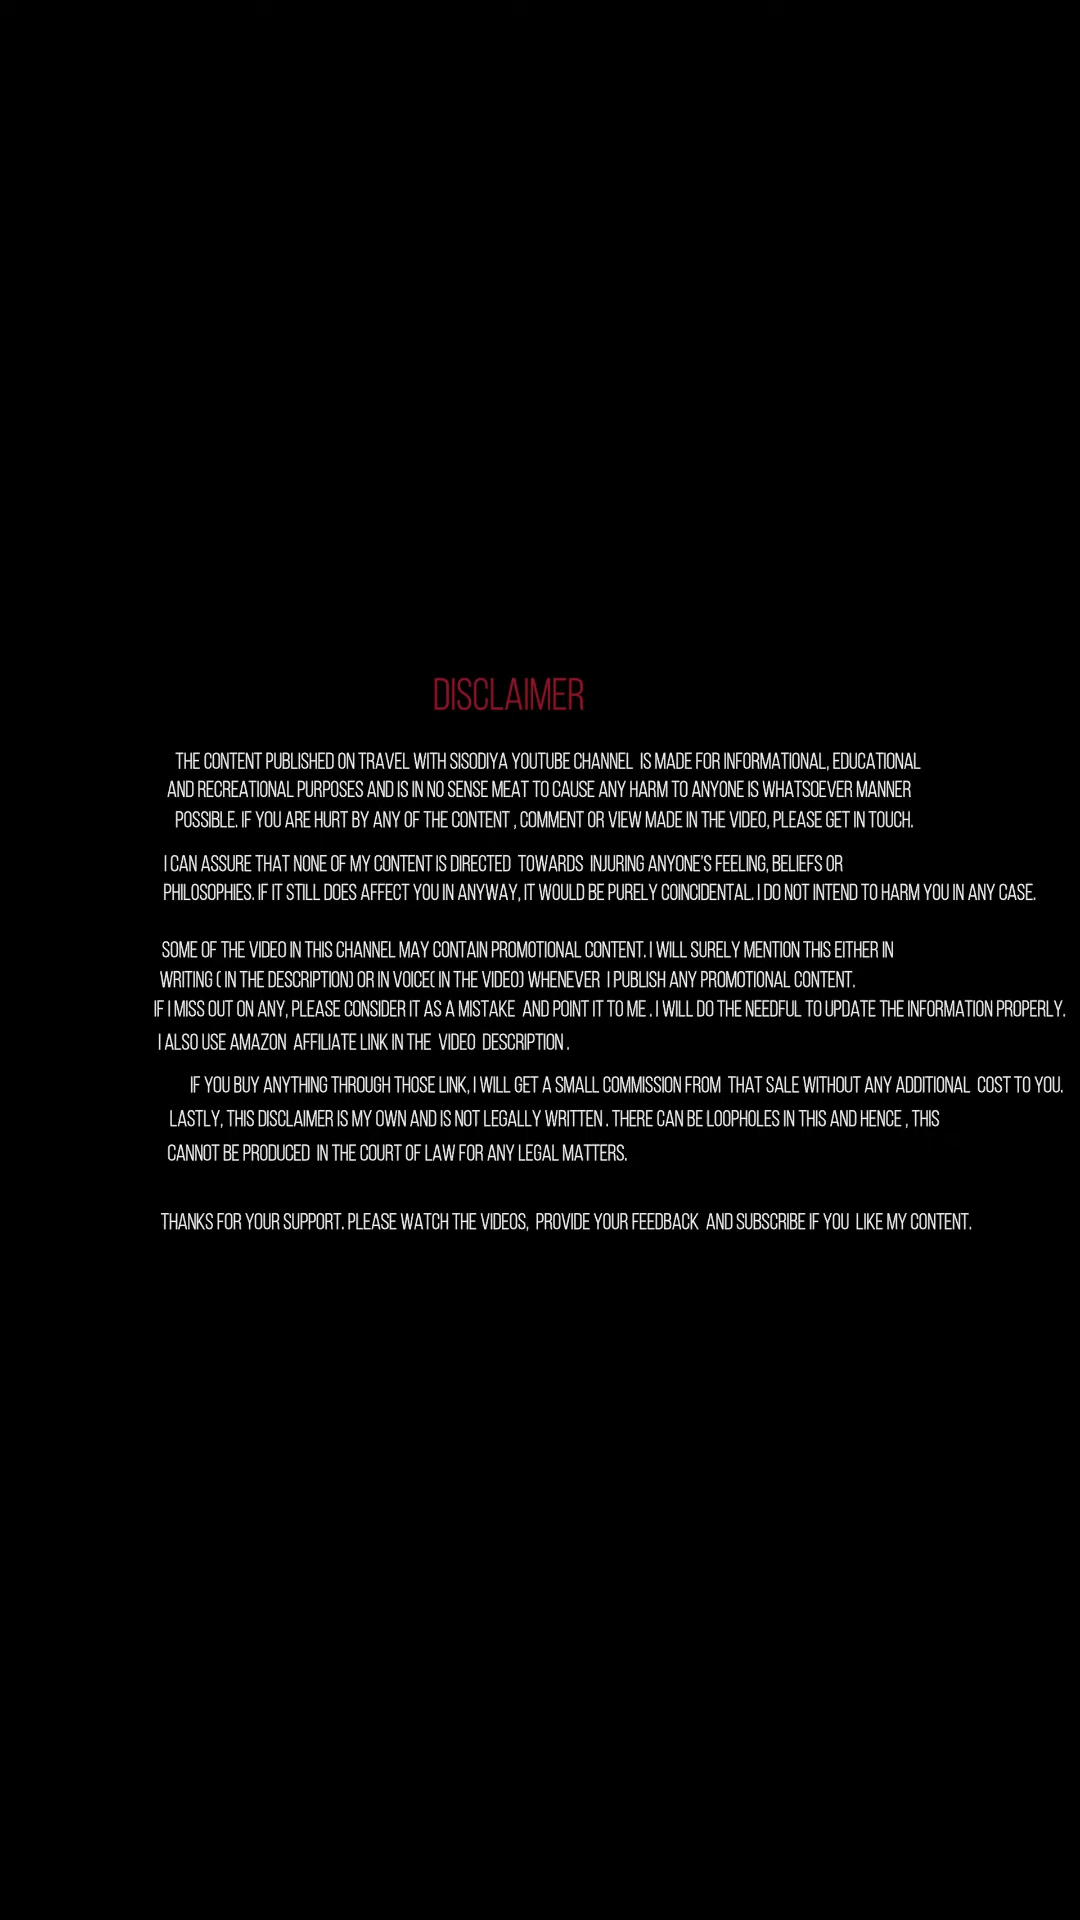 DISCLAIMER
THE CONTENT PUBLISHED ON TRAVEL WITH SISODIYA YOUTUBE CHANNEL IS MADE FOR INFORMATIONAL, EDUCATIONAL
AND RECREATIONAL PURPOSES AND IS IN NO SENSE MEAT TO CAUSE ANY HARM TO ANYONE IS WHATSOEVER MANNER
POSSIBLE. IF YOU ARE HURT BY ANY OF THE CONTENT , COMMENT OR VIEW MADE IN THE VIDEO, PLEASE GET IN TOUCH.
I CAN ASSURE THAT NONE OF MY CONTENT IS DIRECTED TOWARDS INJURING ANYONE'S FEELING, BELIEFS OR
PHILOSOPHIES. IF IT STILL DOES AFFECT YOU IN ANYWAY, IT WOULD BE PURELY COINCIDENTAL. I DO NOT INTEND TO HARM YOU IN ANY CASE.
SOME OF THE VIDEO IN THIS CHANNEL MAY CONTAIN PROMOTIONAL CONTENT. I WILL SURELY MENTION THIS EITHER IN
WRITING ( IN THE DESCRIPTION) OR IN VOICE( IN THE VIDEO) WHENEVER I PUBLISH ANY PROMOTIONAL CONTENT.
IF I MISS OUT ON ANY, PLEASE CONSIDER IT AS A MISTAKE AND POINT IT TO ME . I WILL DO THE NEEDFUL TO UPDATE THE INFORMATION PROPERLY.
I ALSO USE AMAZON AFFILIATE LINK IN THE VIDEO DESCRIPTION .
IF YOU BUY ANYTHING THROUGH THOSE LINK, I WILL GET A SMALL COMMISSION FROM THAT SALE WITHOUT ANY ADDITIONAL COST TO YOU.
LASTLY, THIS DISCLAIMER IS MY OWN AND IS NOT LEGALLY WRITTEN . THERE CAN BE LOOPHOLES IN THIS AND HENCE , THIS
CANNOT BE PRODUCED IN THE COURT OF LAW FOR ANY LEGAL MATTERS.
THANKS FOR YOUR SUPPORT. PLEASE WATCH THE VIDEOS, PROVIDE YOUR FEEDBACK AND SUBSCRIBE IF YOU LIKE MY CONTENT.